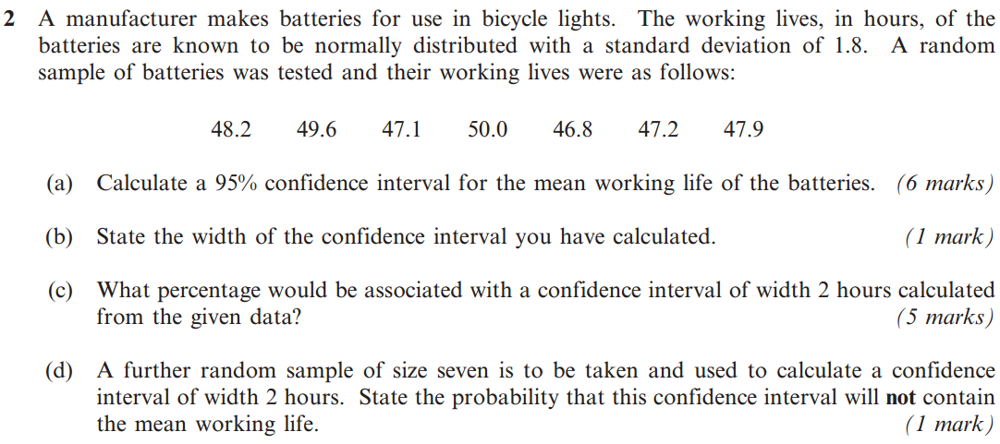 2 A manufacturer makes batteries for use in bicycle lights. The working lives, in hours, of the
batteries are known to be normally distributed with a standard deviation of 1.8. A random
sample of batteries was tested and their working lives were as follows:
48.2 49.6 47.1 50.0 46.8 47.2 47.9
(a) Calculate a 95% confidence interval for the mean working life of the batteries. (6 marks)
(b) State the width of the confidence interval you have calculated. (1 mark)
(c) What percentage would be associated with a confidence interval of width 2 hours calculated
from the given data? (5 marks)
(d) A further random sample of size seven is to be taken and used to calculate a confidence
interval of width 2 hours. State the probability that this confidence interval will not contain
the mean working life. (1 mark)